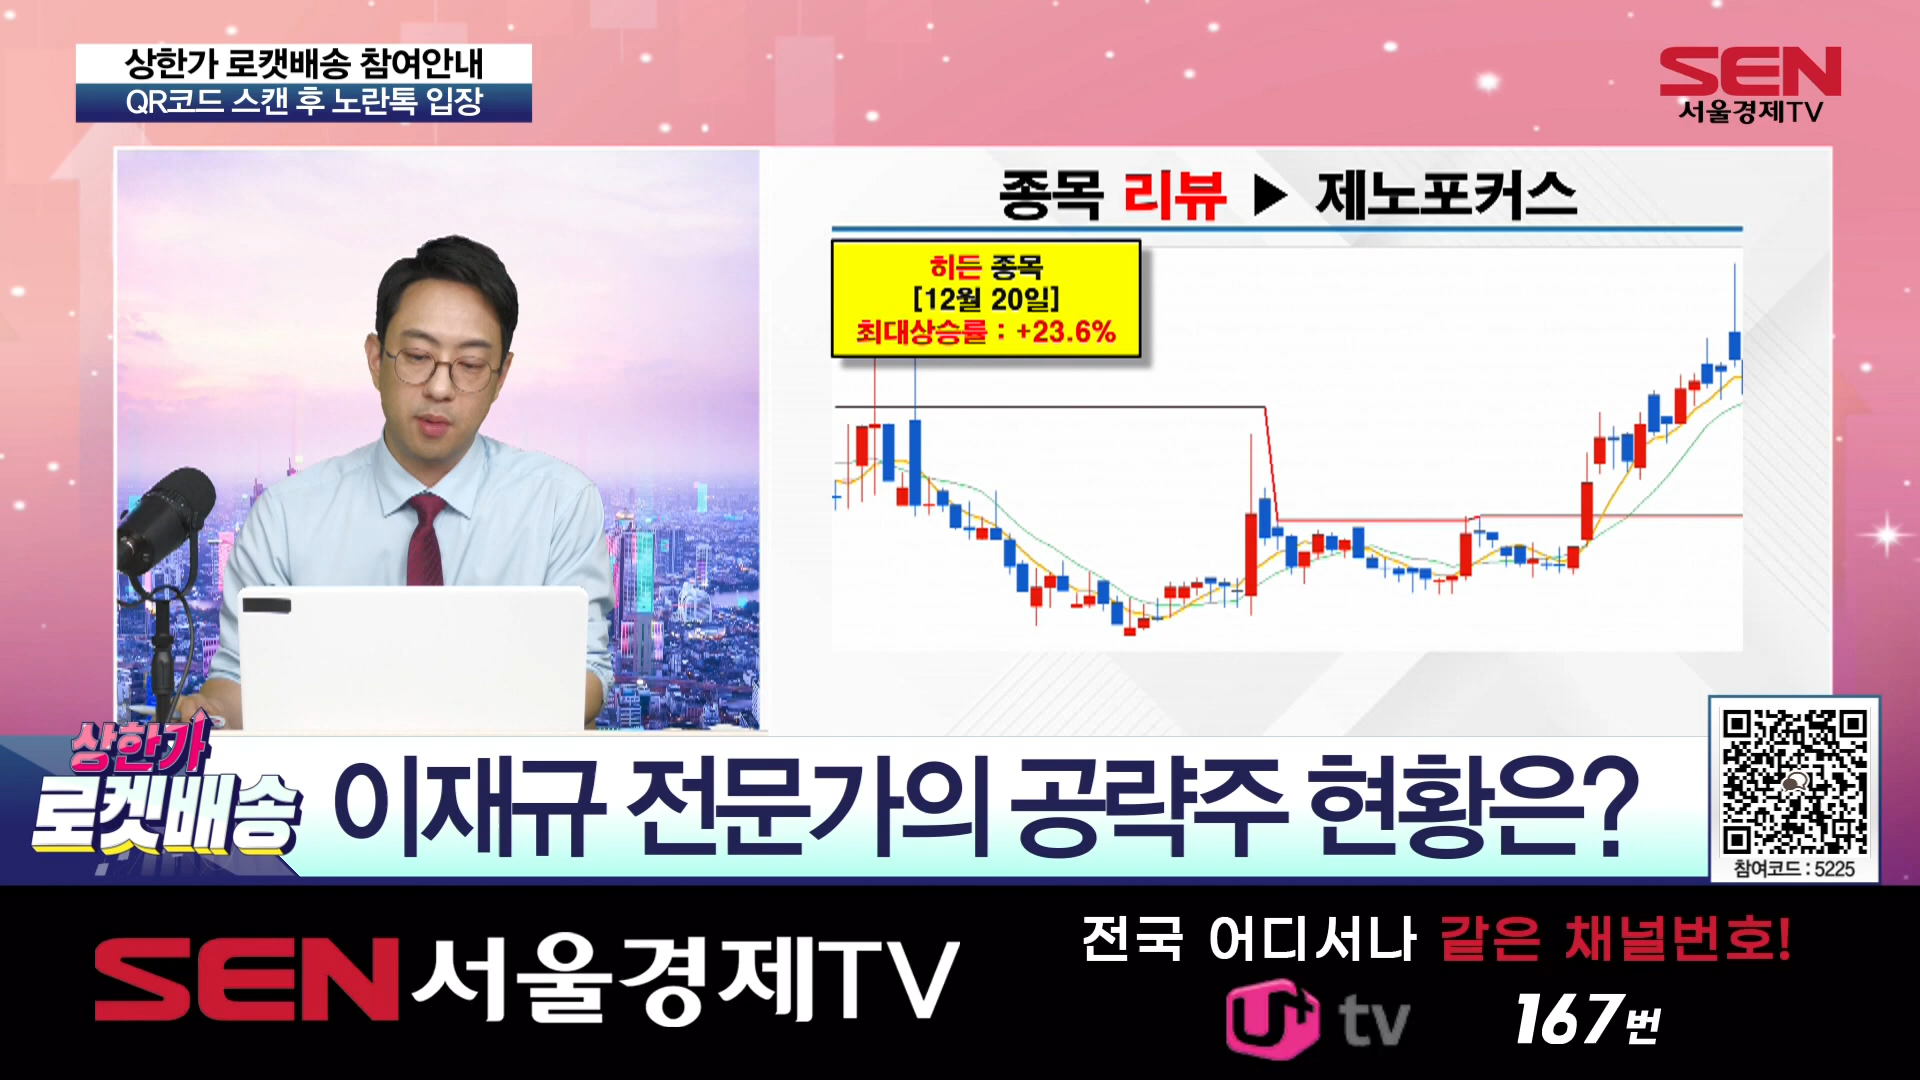 상한가 로캣배송 참여안내
QR코드 스캔 후 노란톡 입장
SEN
서울경제TV
종목 리뷰 ▶ 제노포커스
히든 종목
[12월 20일]
최대상승률 : +23.6%
상한가
로켓배송
이재규 전문가의 공략주 현황은?
참여코드 : 5225
SEN 서울경제TV
전국 어디서나 같은 채널번호!
U+ tv 167번